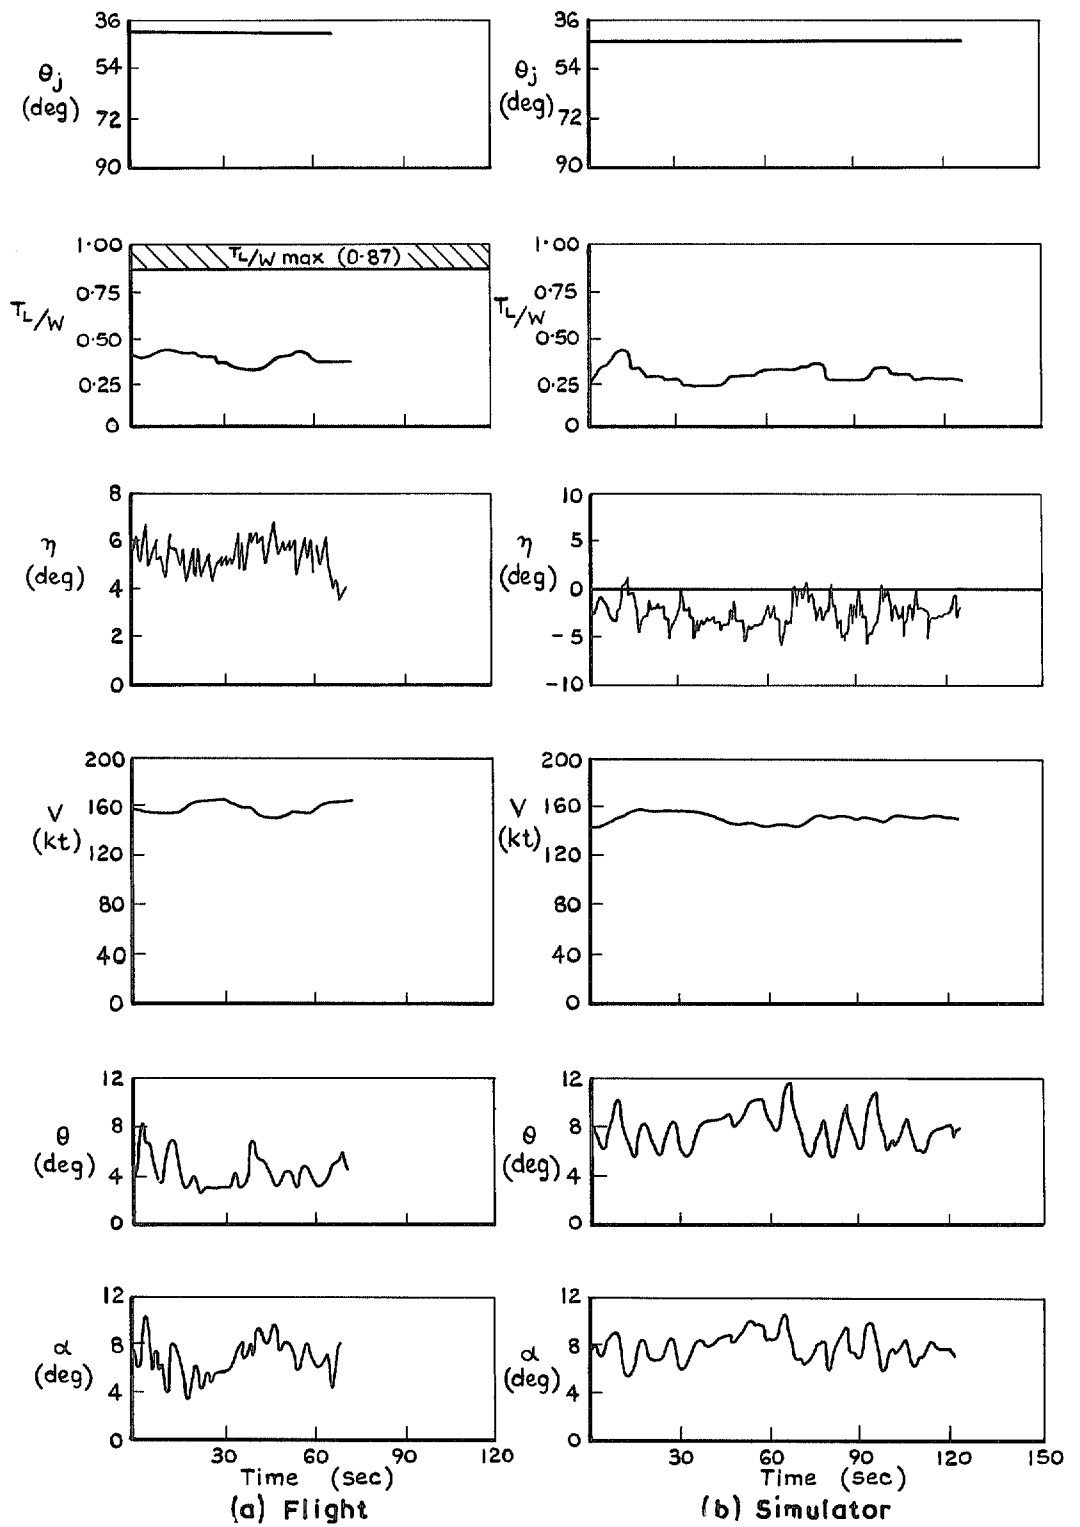 36
54
72
90
θj
(deg)
36
54
72
90
θj
(deg)
1·00
0·75
0·50
0·25
0
TL/W
TL/W max (0·87)
1·00
0·75
0·50
0·25
0
TL/W
8
6
4
2
0
η
(deg)
10
5
0
-5
-10
η
(deg)
200
160
120
80
40
0
V
(kt)
200
160
120
80
40
0
V
(kt)
12
8
4
0
θ
(deg)
12
8
4
0
θ
(deg)
12
8
4
0
α
(deg)
30 60 90 120
Time (sec)
(a) Flight
12
8
4
0
α
(deg)
30 60 90 120 150
Time (sec)
(b) Simulator